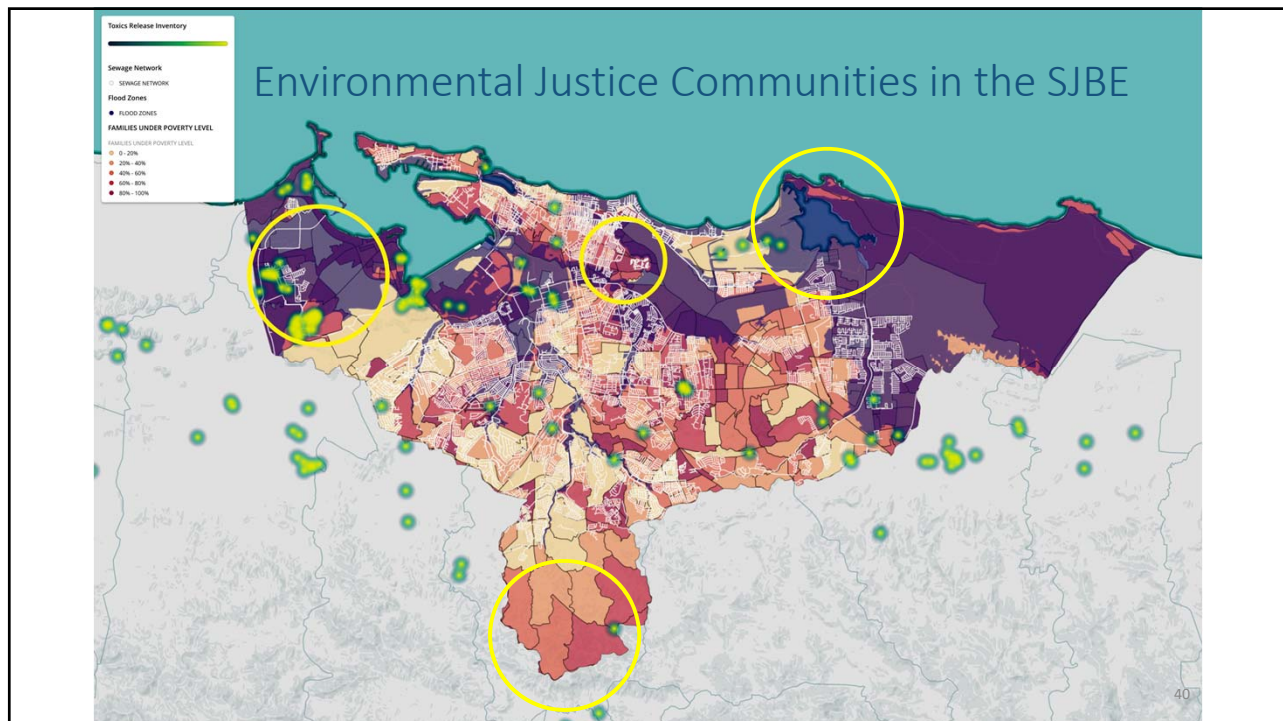 Toxics Release Inventory
Sewage Network
SEWAGE NETWORK
Flood Zones
FLOOD ZONES
FAMILIES UNDER POVERTY LEVEL
FAMILIES UNDER POVERTY LEVEL
0 - 20%
20% - 40%
40% - 60%
60% - 80%
80% - 100%
Environmental Justice Communities in the SJBE
40